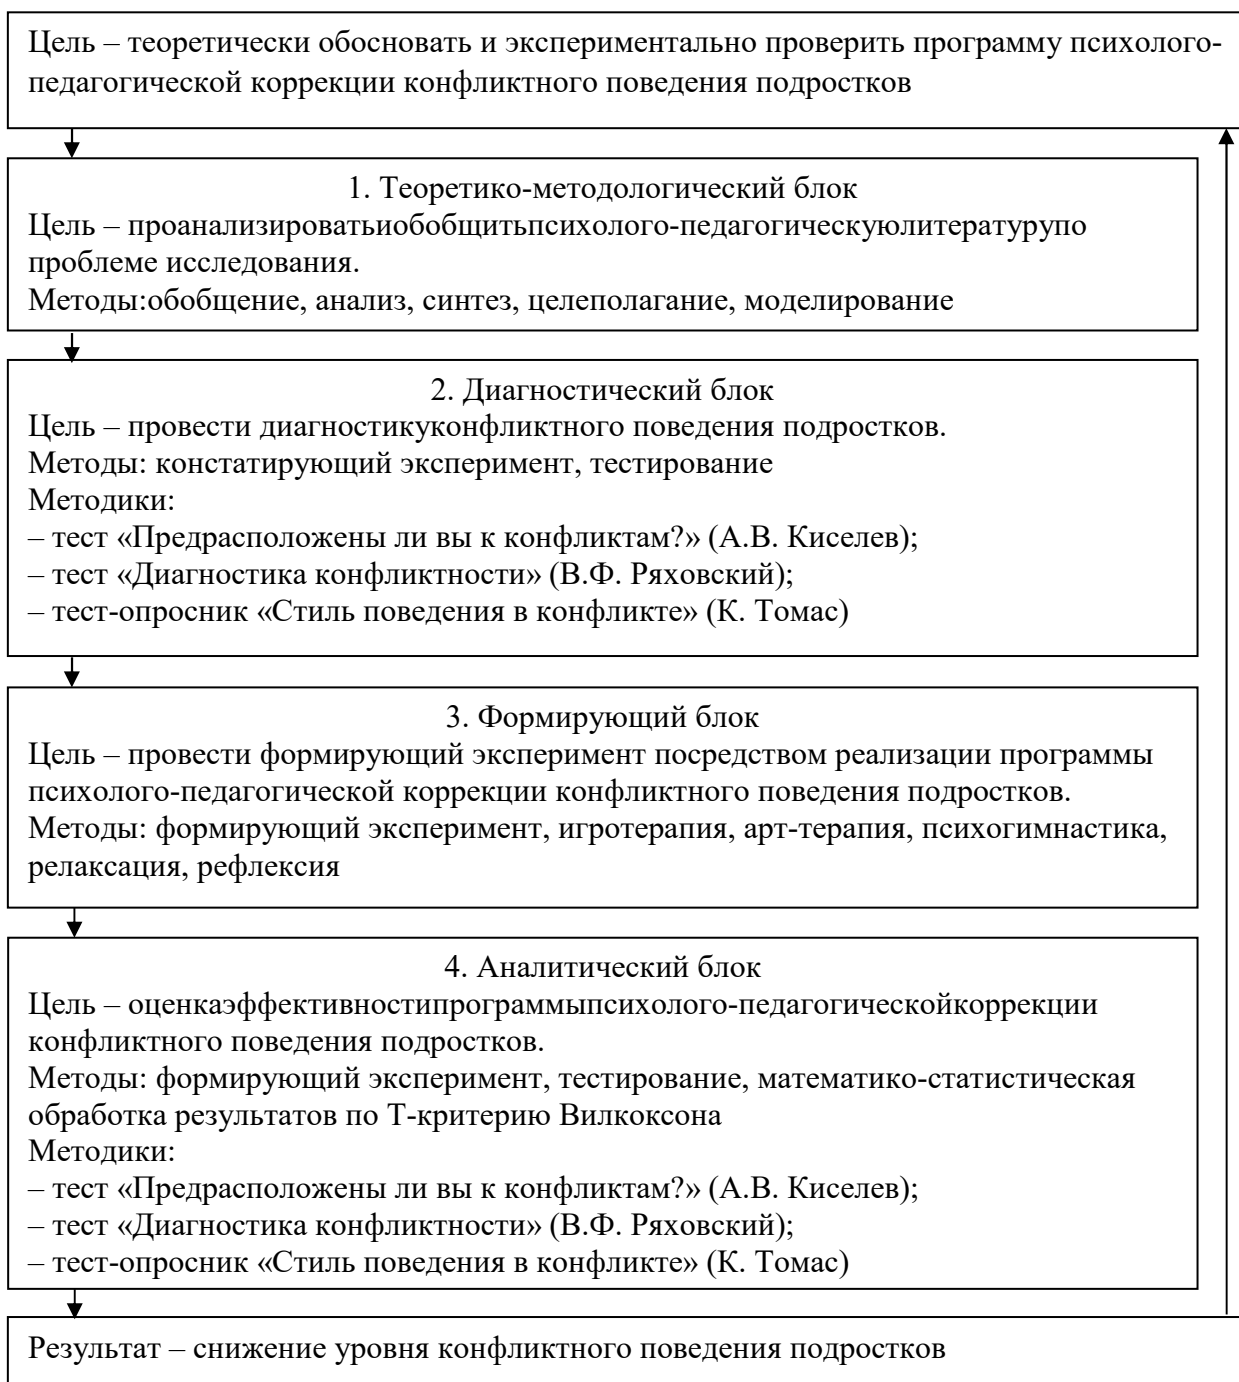 Цель – теоретически обосновать и экспериментально проверить программу психолого-
педагогической коррекции конфликтного поведения подростков
1. Теоретико-методологический блок
Цель – проанализироватьиобобщитьпсихолого-педагогическуюлитературупо
проблеме исследования.
Методы:обобщение, анализ, синтез, целеполагание, моделирование
2. Диагностический блок
Цель – провести диагностикуконфликтного поведения подростков.
Методы: констатирующий эксперимент, тестирование
Методики:
– тест «Предрасположены ли вы к конфликтам?» (А.В. Киселев);
– тест «Диагностика конфликтности» (В.Ф. Ряховский);
– тест-опросник «Стиль поведения в конфликте» (К. Томас)
3. Формирующий блок
Цель – провести формирующий эксперимент посредством реализации программы
психолого-педагогической коррекции конфликтного поведения подростков.
Методы: формирующий эксперимент, игротерапия, арт-терапия, психогимнастика,
релаксация, рефлексия
4. Аналитический блок
Цель – оценкаэффективностипрограммыпсихолого-педагогическойкоррекции
конфликтного поведения подростков.
Методы: формирующий эксперимент, тестирование, математико-статистическая
обработка результатов по Т-критерию Вилкоксона
Методики:
– тест «Предрасположены ли вы к конфликтам?» (А.В. Киселев);
– тест «Диагностика конфликтности» (В.Ф. Ряховский);
– тест-опросник «Стиль поведения в конфликте» (К. Томас)
Результат – снижение уровня конфликтного поведения подростков